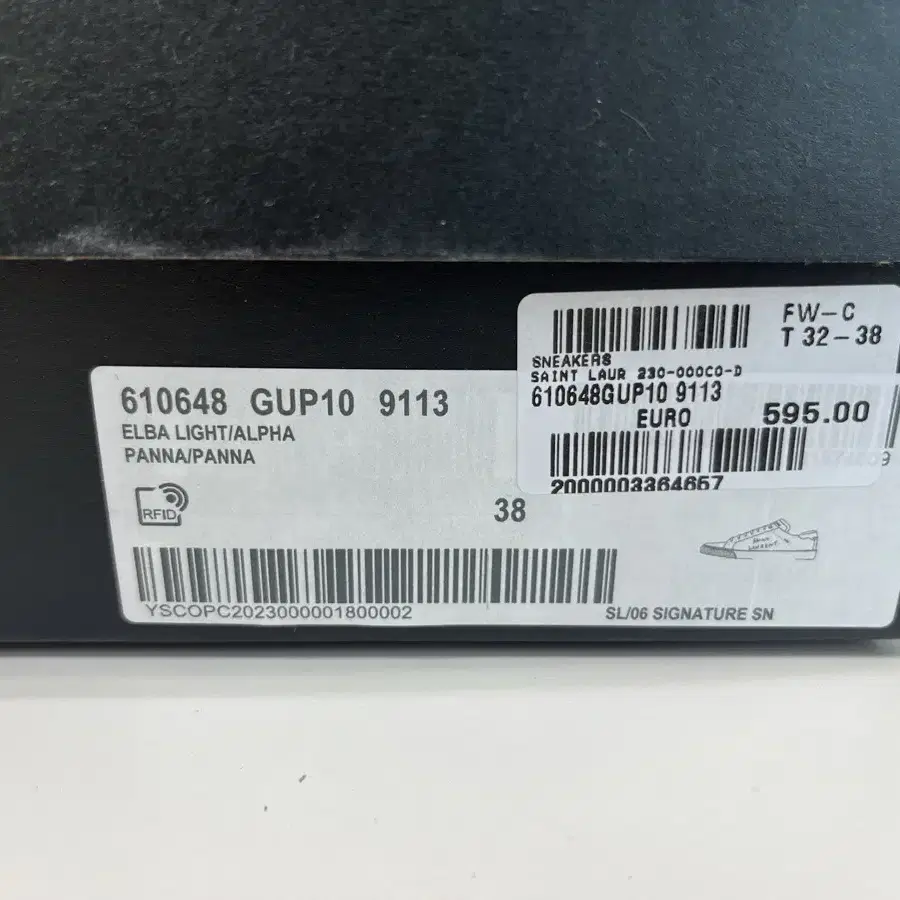 FW-C
T 32-38
SNEAKERS
SAINT LAUR 230-000C0-D
610648GUP10 9113
EURO 595.00
2000003364657
610648 GUP10 9113
ELBA LIGHT/ALPHA
PANNA/PANNA
RFID
38
YSCOPC2023000001800002
SL/06 SIGNATURE SN